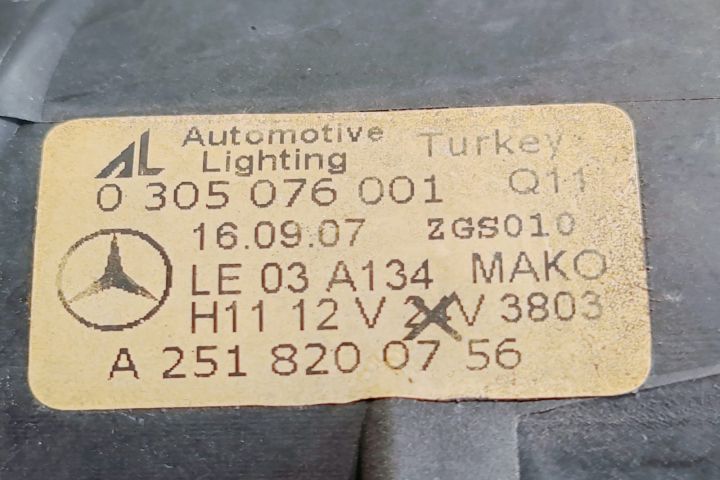 AL Automotive Lighting Turkey
0 305 076 001 Q11
16.09.07 ZGS010
LE 03 A134 MAKO
H11 12 V V 3803
A 251 820 07 56